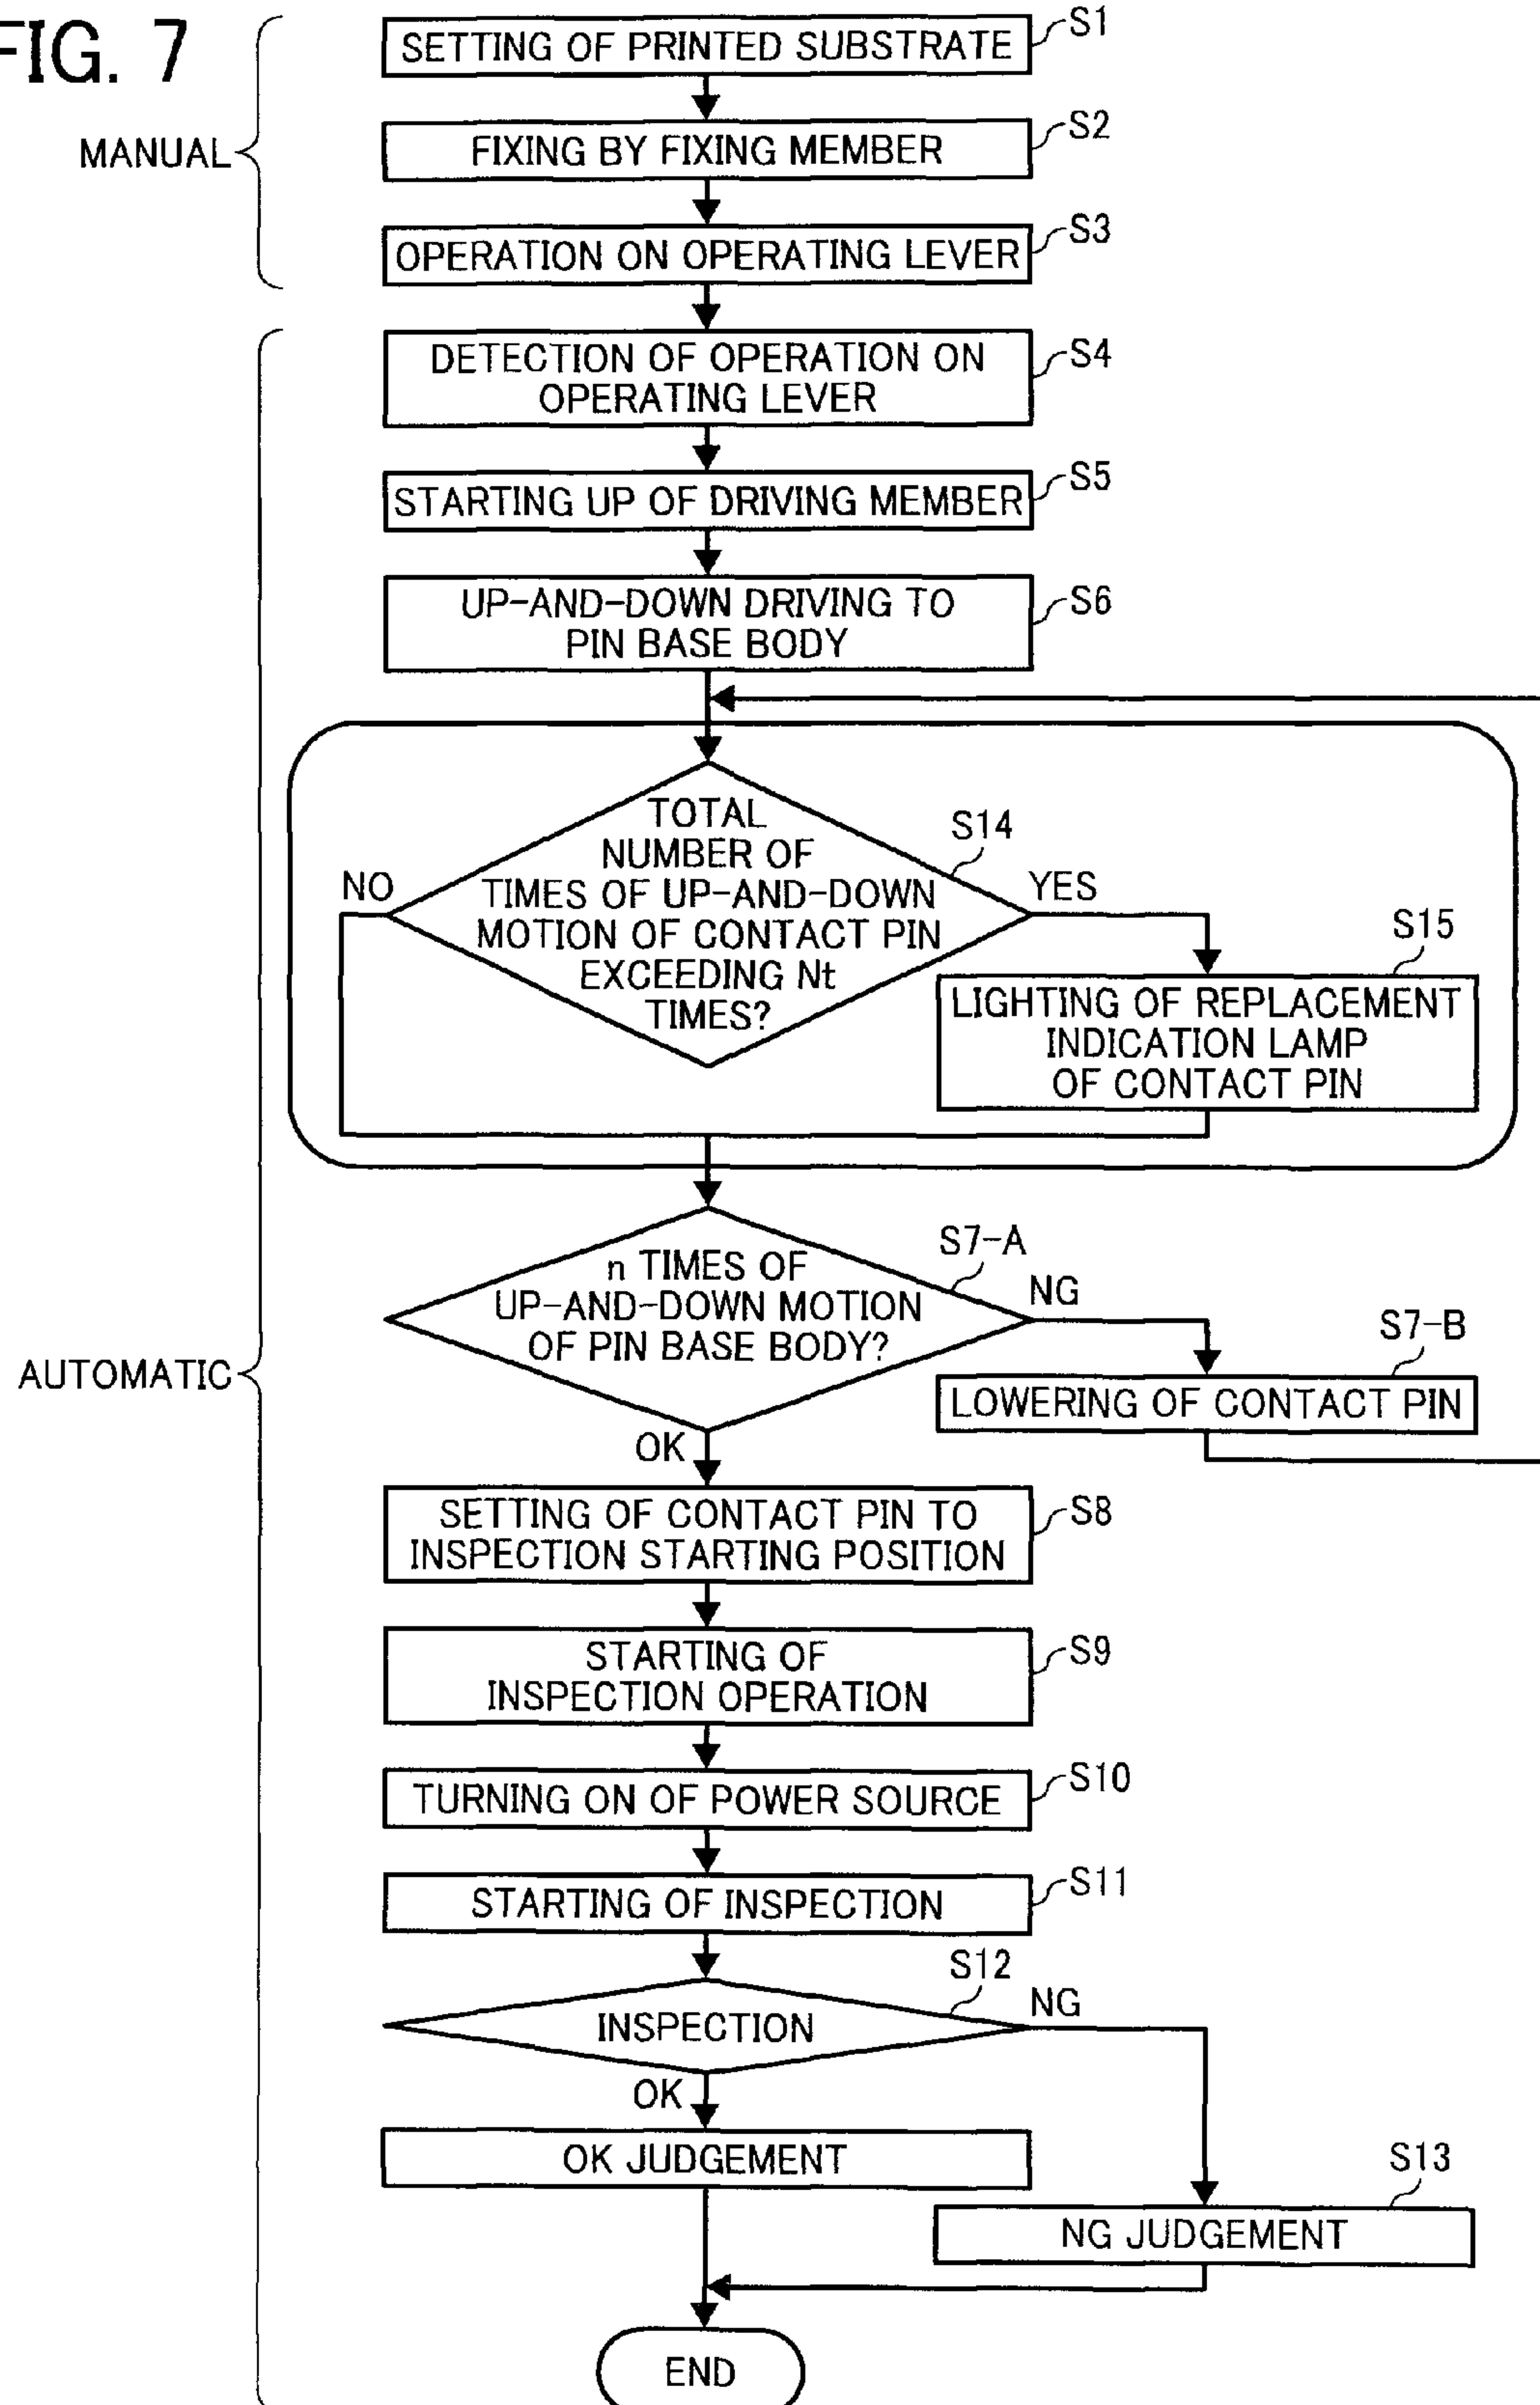 FIG. 7
SETTING OF PRINTED SUBSTRATE
S1
MANUAL
FIXING BY FIXING MEMBER
S2
OPERATION ON OPERATING LEVER
S3
DETECTION OF OPERATION ON
OPERATING LEVER
S4
STARTING UP OF DRIVING MEMBER
S5
UP-AND-DOWN DRIVING TO
PIN BASE BODY
S6
TOTAL
NUMBER OF
TIMES OF UP-AND-DOWN
MOTION OF CONTACT PIN
EXCEEDING Nt
TIMES?
S14
NO
YES
S15
LIGHTING OF REPLACEMENT
INDICATION LAMP
OF CONTACT PIN
n TIMES OF
UP-AND-DOWN MOTION
OF PIN BASE BODY?
S7-A
NG
S7-B
LOWERING OF CONTACT PIN
AUTOMATIC
OK
SETTING OF CONTACT PIN TO
INSPECTION STARTING POSITION
S8
STARTING OF
INSPECTION OPERATION
S9
TURNING ON OF POWER SOURCE
S10
STARTING OF INSPECTION
S11
S12
INSPECTION
NG
OK
OK JUDGEMENT
S13
NG JUDGEMENT
END